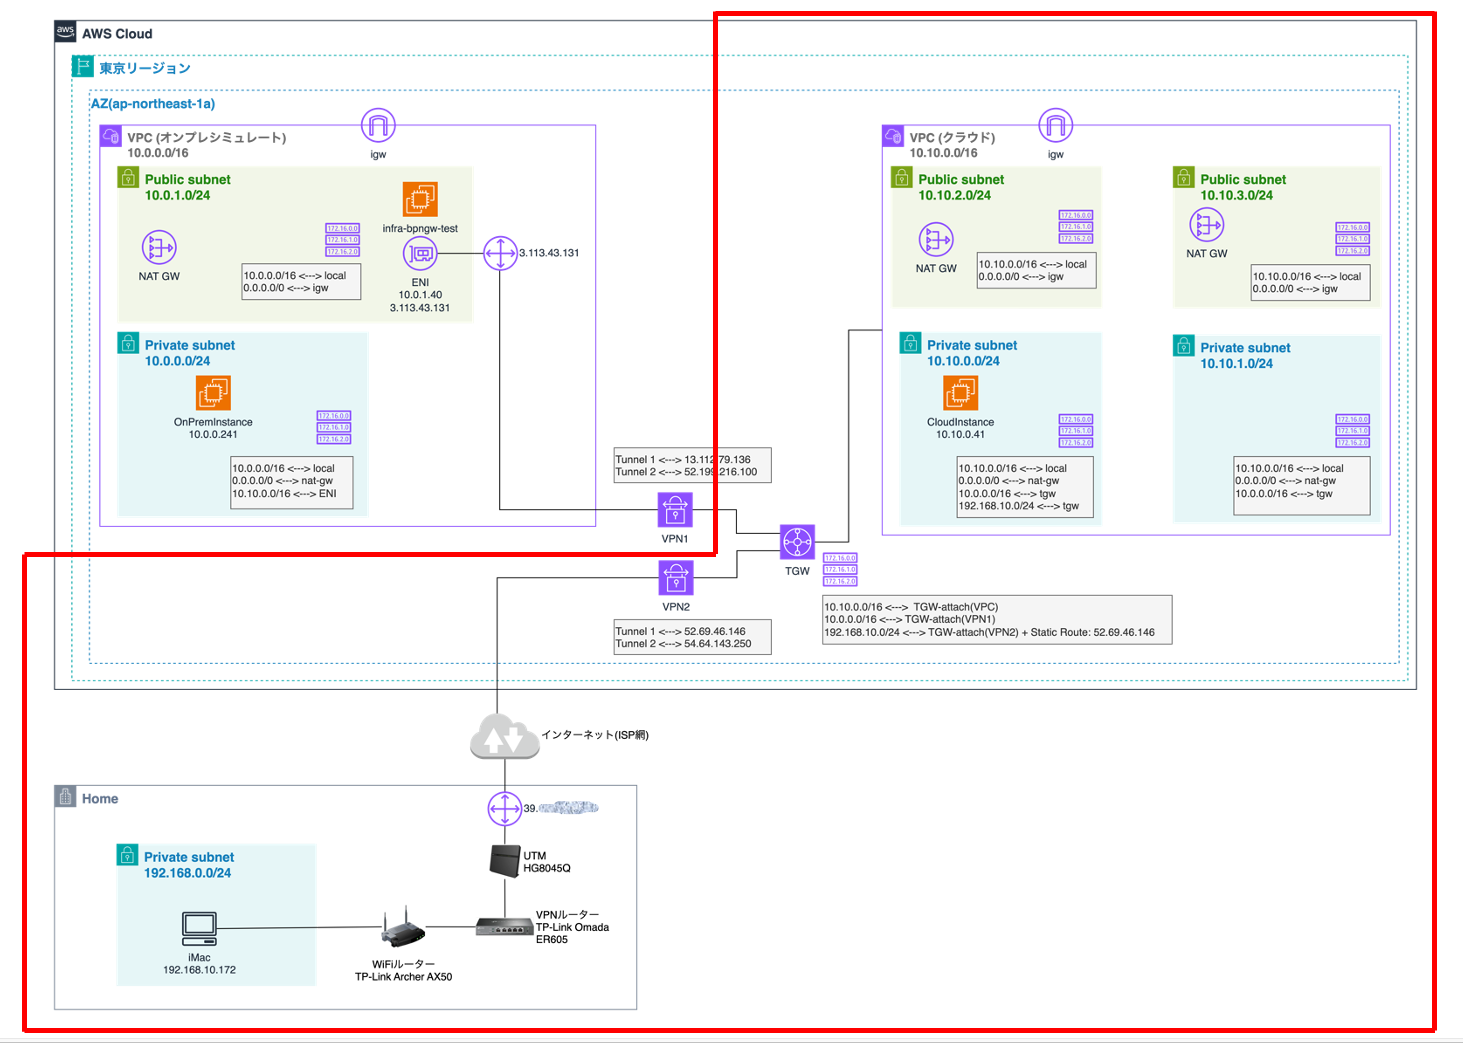 aws
AWS Cloud
東京リージョン
AZ(ap-northeast-1a)
VPC (オンプレシミュレート)
10.0.0.0/16
igw
Public subnet
10.0.1.0/24
NAT GW
172.16.0.0
172.16.1.0
172.16.2.0
10.0.0.0/16 <---> local
0.0.0.0/0 <---> igw
infra-bpngw-test
ENI
10.0.1.40
3.113.43.131
3.113.43.131
Private subnet
10.0.0.0/24
OnPremInstance
10.0.0.241
172.16.0.0
172.16.1.0
172.16.2.0
10.0.0.0/16 <---> local
0.0.0.0/0 <---> nat-gw
10.10.0.0/16 <---> ENI
Tunnel 1 <---> 13.112.79.136
Tunnel 2 <---> 52.199.216.100
VPN1
VPN2
Tunnel 1 <---> 52.69.46.146
Tunnel 2 <---> 54.64.143.250
TGW
172.16.0.0
172.16.1.0
172.16.2.0
10.10.0.0/16 <---> TGW-attach(VPC)
10.0.0.0/16 <---> TGW-attach(VPN1)
192.168.10.0/24 <---> TGW-attach(VPN2) + Static Route: 52.69.46.146
VPC (クラウド)
10.10.0.0/16
igw
Public subnet
10.10.2.0/24
NAT GW
172.16.0.0
172.16.1.0
172.16.2.0
10.10.0.0/16 <---> local
0.0.0.0/0 <---> igw
Public subnet
10.10.3.0/24
NAT GW
172.16.0.0
172.16.1.0
172.16.2.0
10.10.0.0/16 <---> local
0.0.0.0/0 <---> igw
Private subnet
10.10.0.0/24
CloudInstance
10.10.0.41
172.16.0.0
172.16.1.0
172.16.2.0
10.10.0.0/16 <---> local
0.0.0.0/0 <---> nat-gw
10.0.0.0/16 <---> tgw
192.168.10.0/24 <---> tgw
Private subnet
10.10.1.0/24
172.16.0.0
172.16.1.0
172.16.2.0
10.10.0.0/16 <---> local
0.0.0.0/0 <---> nat-gw
10.0.0.0/16 <---> tgw
インターネット(ISP網)
Home
39.
UTM
HG8045Q
Private subnet
192.168.0.0/24
iMac
192.168.10.172
WiFiルーター
TP-Link Archer AX50
VPNルーター
TP-Link Omada
ER605